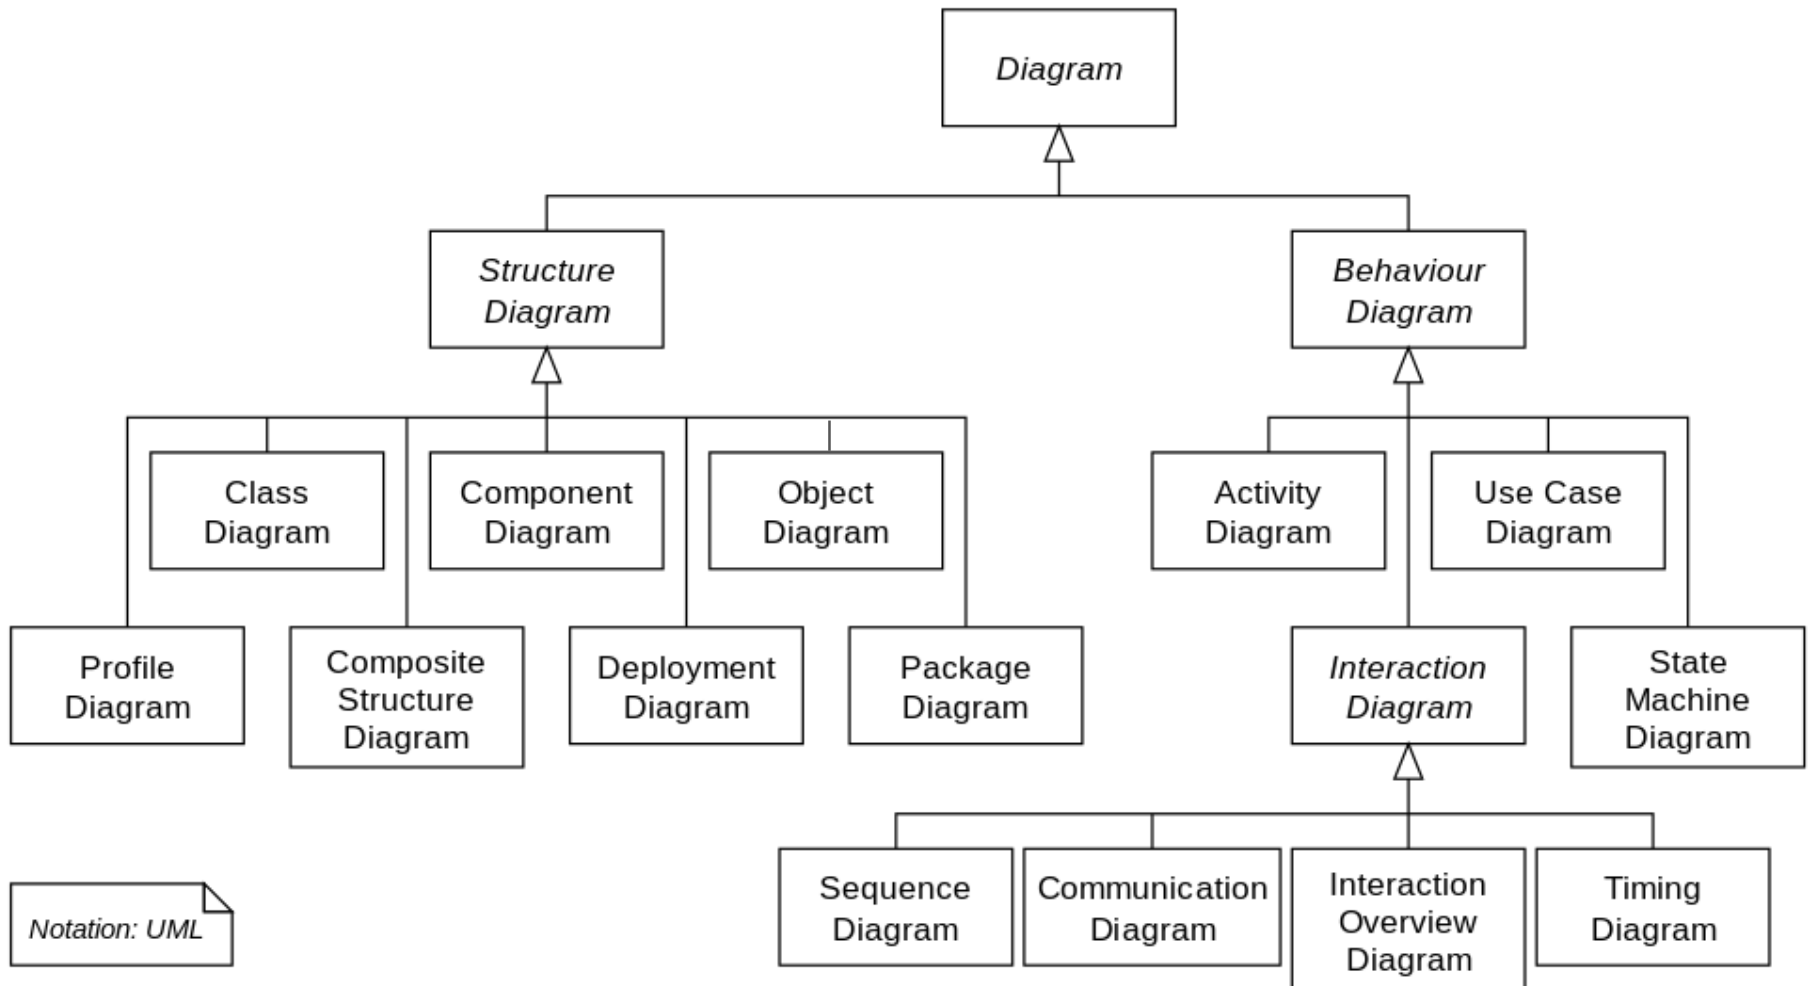 Diagram
Structure
Diagram
Behaviour
Diagram
Class
Diagram
Component
Diagram
Object
Diagram
Activity
Diagram
Use Case
Diagram
Profile
Diagram
Composite
Structure
Diagram
Deployment
Diagram
Package
Diagram
Interaction
Diagram
State
Machine
Diagram
Sequence
Diagram
Communication
Diagram
Interaction
Overview
Diagram
Timing
Diagram
Notation: UML